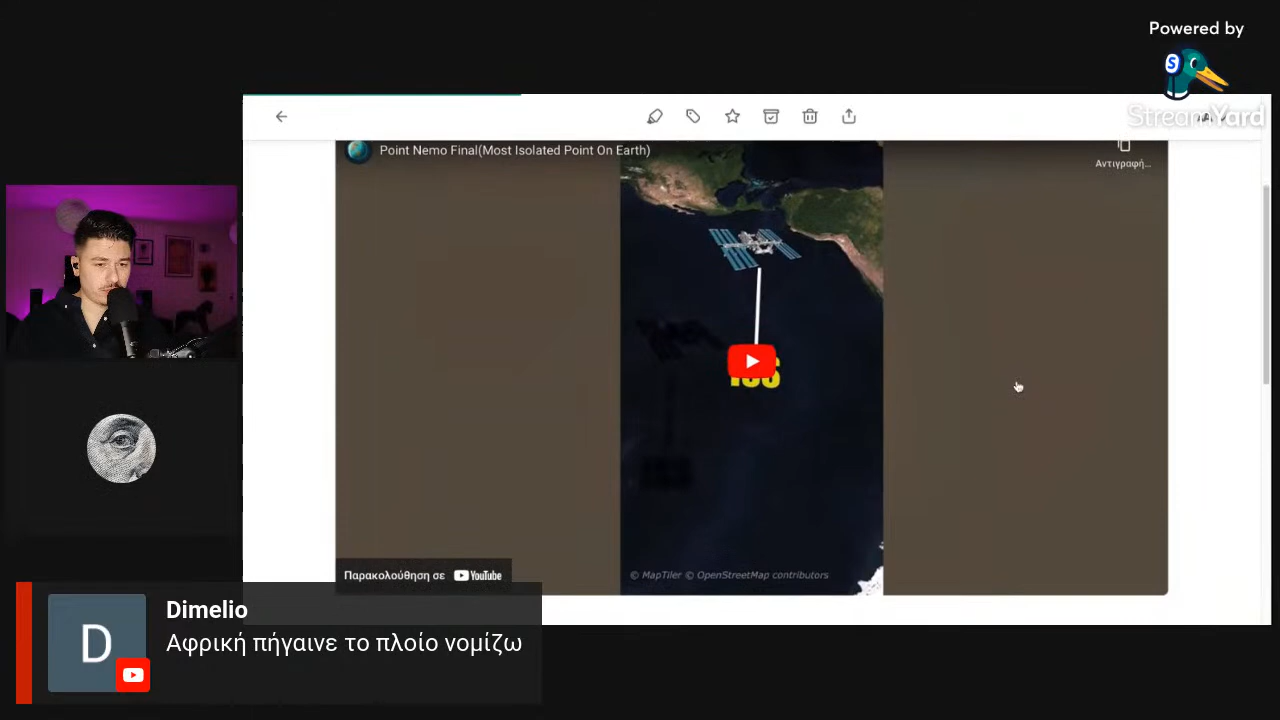 Powered by
StreamYard
Point Nemo Final(Most Isolated Point On Earth)
Αντιγραφή...
ISS
Παρακολούθηση σε YouTube
© MapTiler © OpenStreetMap contributors
Dimelio
D
Αφρική πήγαινε το πλοίο νομίζω